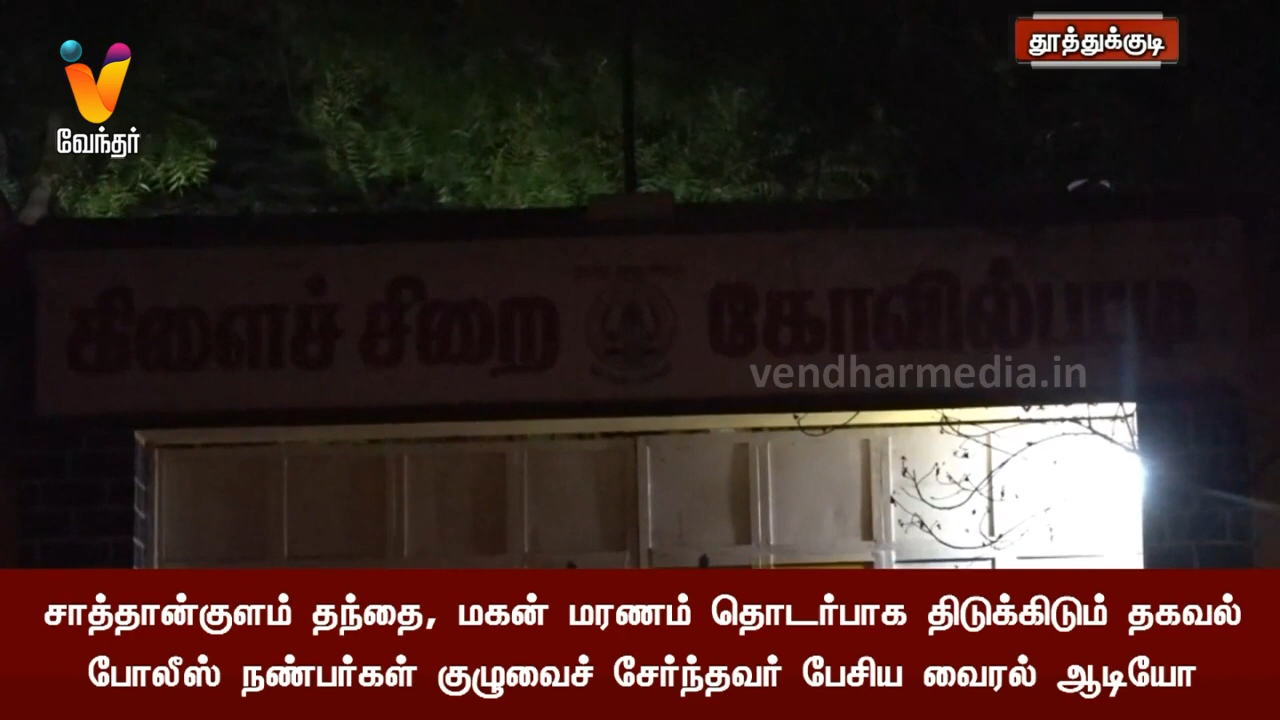 தூத்துக்குடி
வேந்தர்
கிளைச் சிறை கோவில்பட்டி
vendharmedia.in
சாத்தான்குளம் தந்தை, மகன் மரணம் தொடர்பாக திடுக்கிடும் தகவல்
போலீஸ் நண்பர்கள் குழுவைச் சேர்ந்தவர் பேசிய வைரல் ஆடியோ